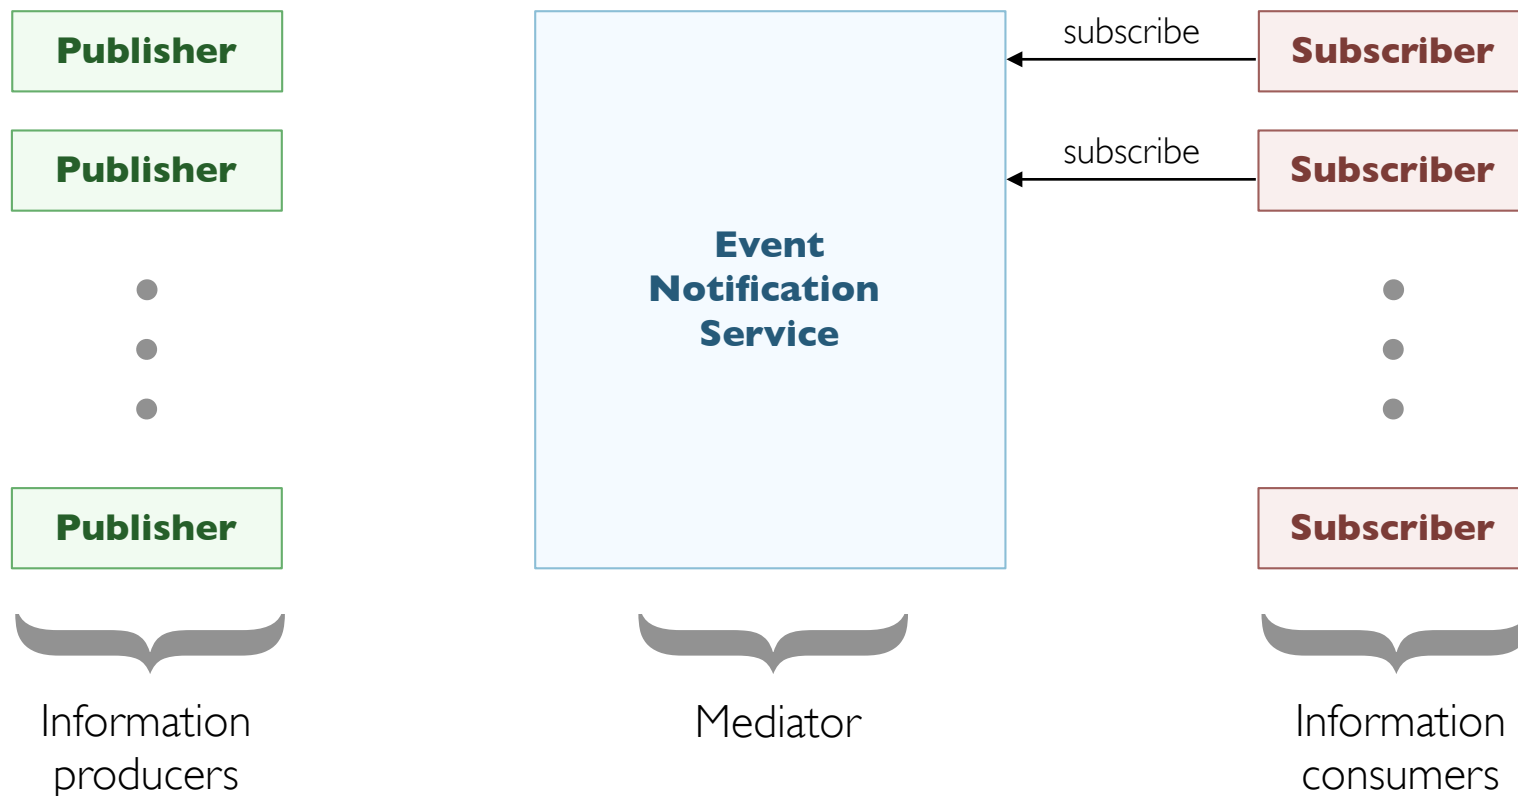 Publisher
subscribe
Subscriber
Publisher
subscribe
Subscriber
Event
Notification
Service
Publisher
Subscriber
Information
producers
Mediator
Information
consumers